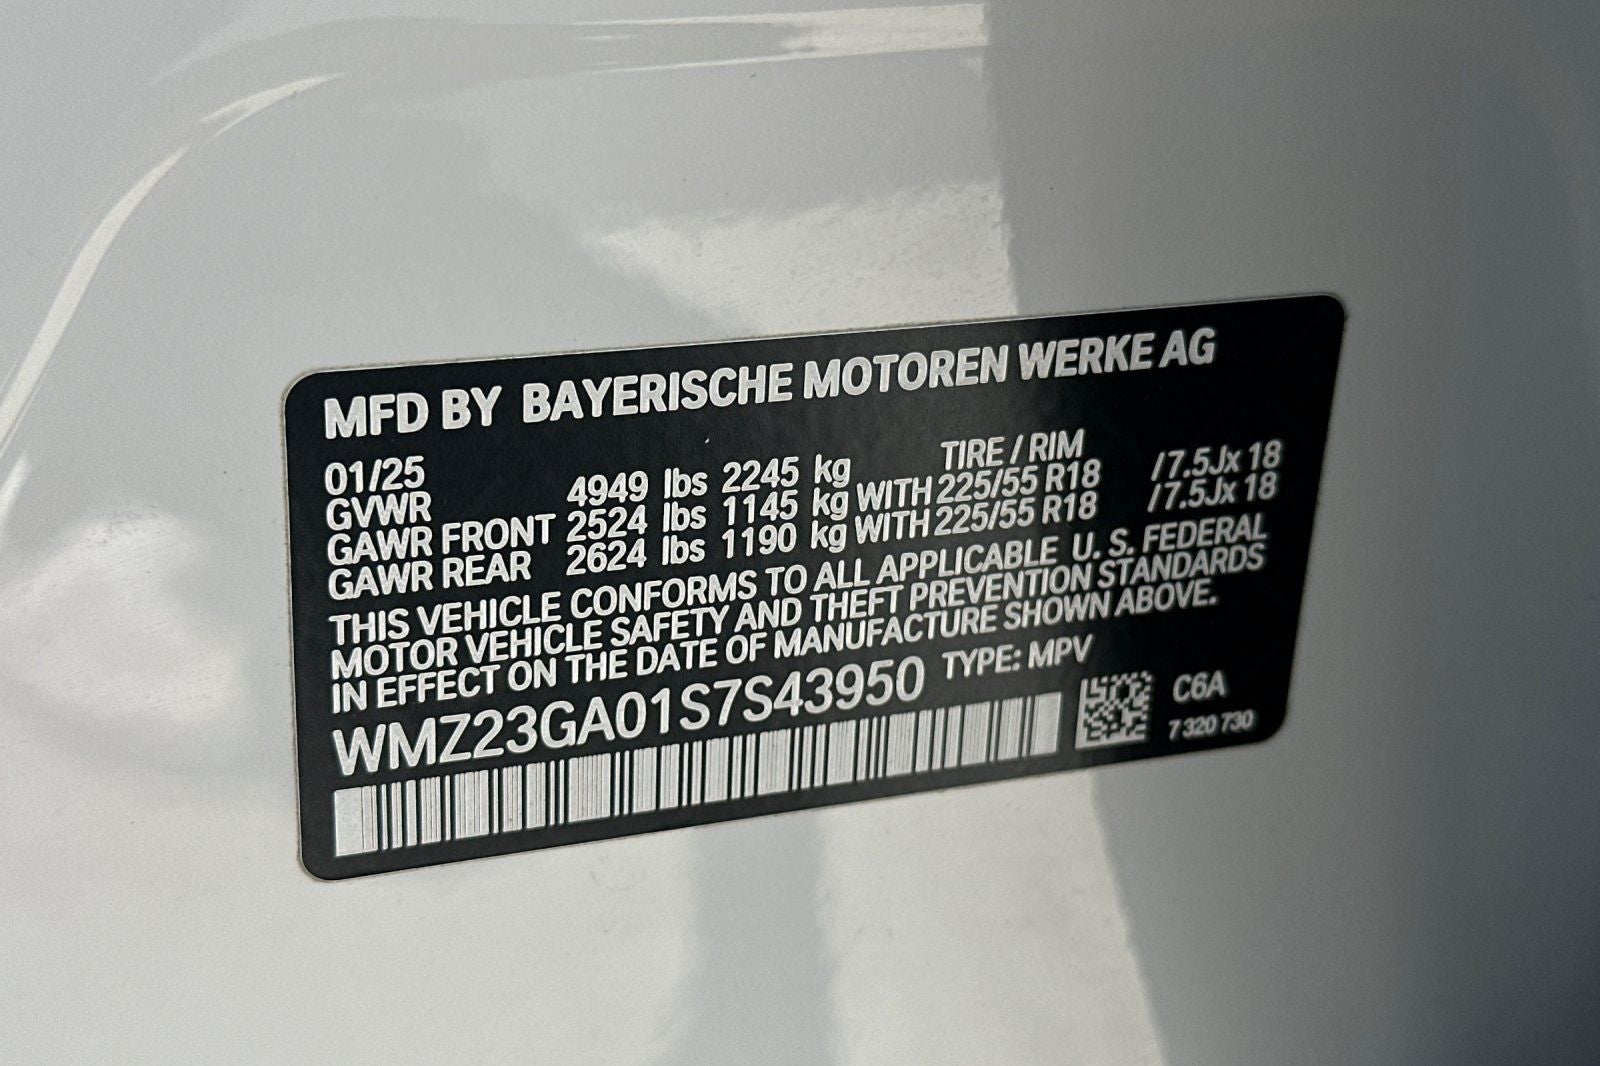 MFD BY BAYERISCHE MOTOREN WERKE AG
01/25 TIRE / RIM
GVWR 4949 lbs 2245 kg
GAWR FRONT 2524 lbs 1145 kg WITH 225/55 R18 /7.5Jx 18
GAWR REAR 2624 lbs 1190 kg WITH 225/55 R18 /7.5Jx 18
THIS VEHICLE CONFORMS TO ALL APPLICABLE U. S. FEDERAL
MOTOR VEHICLE SAFETY AND THEFT PREVENTION STANDARDS
IN EFFECT ON THE DATE OF MANUFACTURE SHOWN ABOVE.
WMZ23GA01S7S43950 TYPE: MPV
C6A
7 320 730